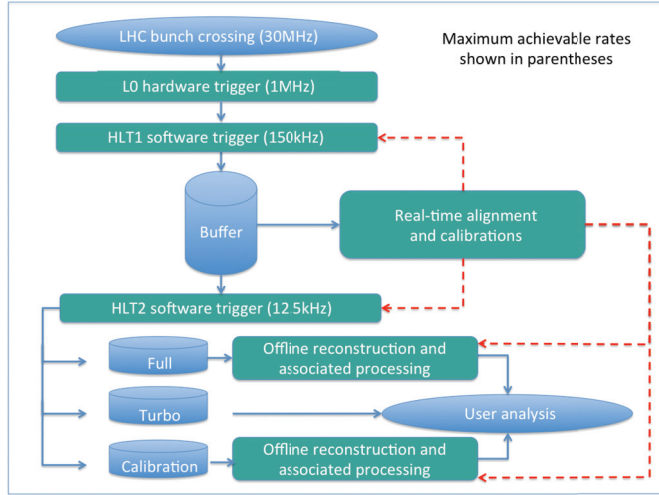 LHC bunch crossing (30MHz)
Maximum achievable rates
shown in parentheses
L0 hardware trigger (1MHz)
HLT1 software trigger (150kHz)
Buffer
Real-time alignment
and calibrations
HLT2 software trigger (12 5kHz)
Full
Offline reconstruction and
associated processing
Turbo
User analysis
Calibration
Offline reconstruction and
associated processing